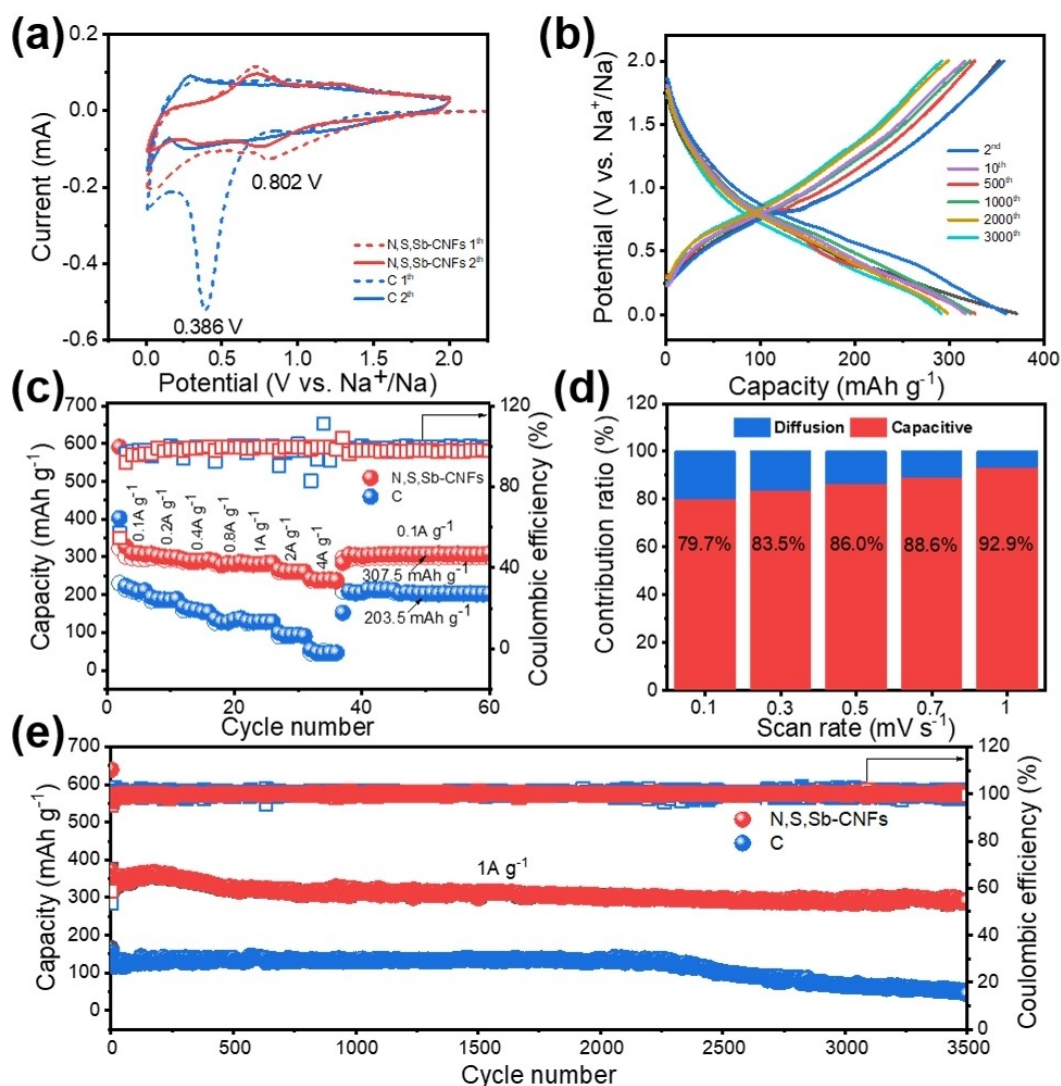 (a)
0.2
0.0
-0.2
-0.4
-0.6
Current (mA)
0.802 V
N,S,Sb-CNFs 1th
N,S,Sb-CNFs 2th
C 1th
C 2th
0.386 V
0.0 0.5 1.0 1.5 2.0
Potential (V vs. Na+/Na)
(b)
2.0
1.5
1.0
0.5
0.0
Potential (V vs. Na+/Na)
2nd
10th
500th
1000th
2000th
3000th
0 100 200 300 400
Capacity (mAh g-1)
(c)
700
600
500
400
300
200
100
0
Capacity (mAh g-1)
120
80
40
0
Coulombic efficiency (%)
N,S,Sb-CNFs
C
0.1A g-1
0.2A g-1
0.4A g-1
0.8A g-1
1A g-1
2A g-1
4A g-1
0.1A g-1
307.5 mAh g-1
203.5 mAh g-1
0 20 40 60
Cycle number
(d)
120
100
80
60
40
20
0
Contribution ratio (%)
Diffusion Capacitive
79.7% 83.5% 86.0% 88.6% 92.9%
0.1 0.3 0.5 0.7 1
Scan rate (mV s-1)
(e)
700
600
500
400
300
200
100
0
Capacity (mAh g-1)
120
100
80
60
40
20
0
Coulombic efficiency (%)
N,S,Sb-CNFs
C
1A g-1
0 500 1000 1500 2000 2500 3000 3500
Cycle number